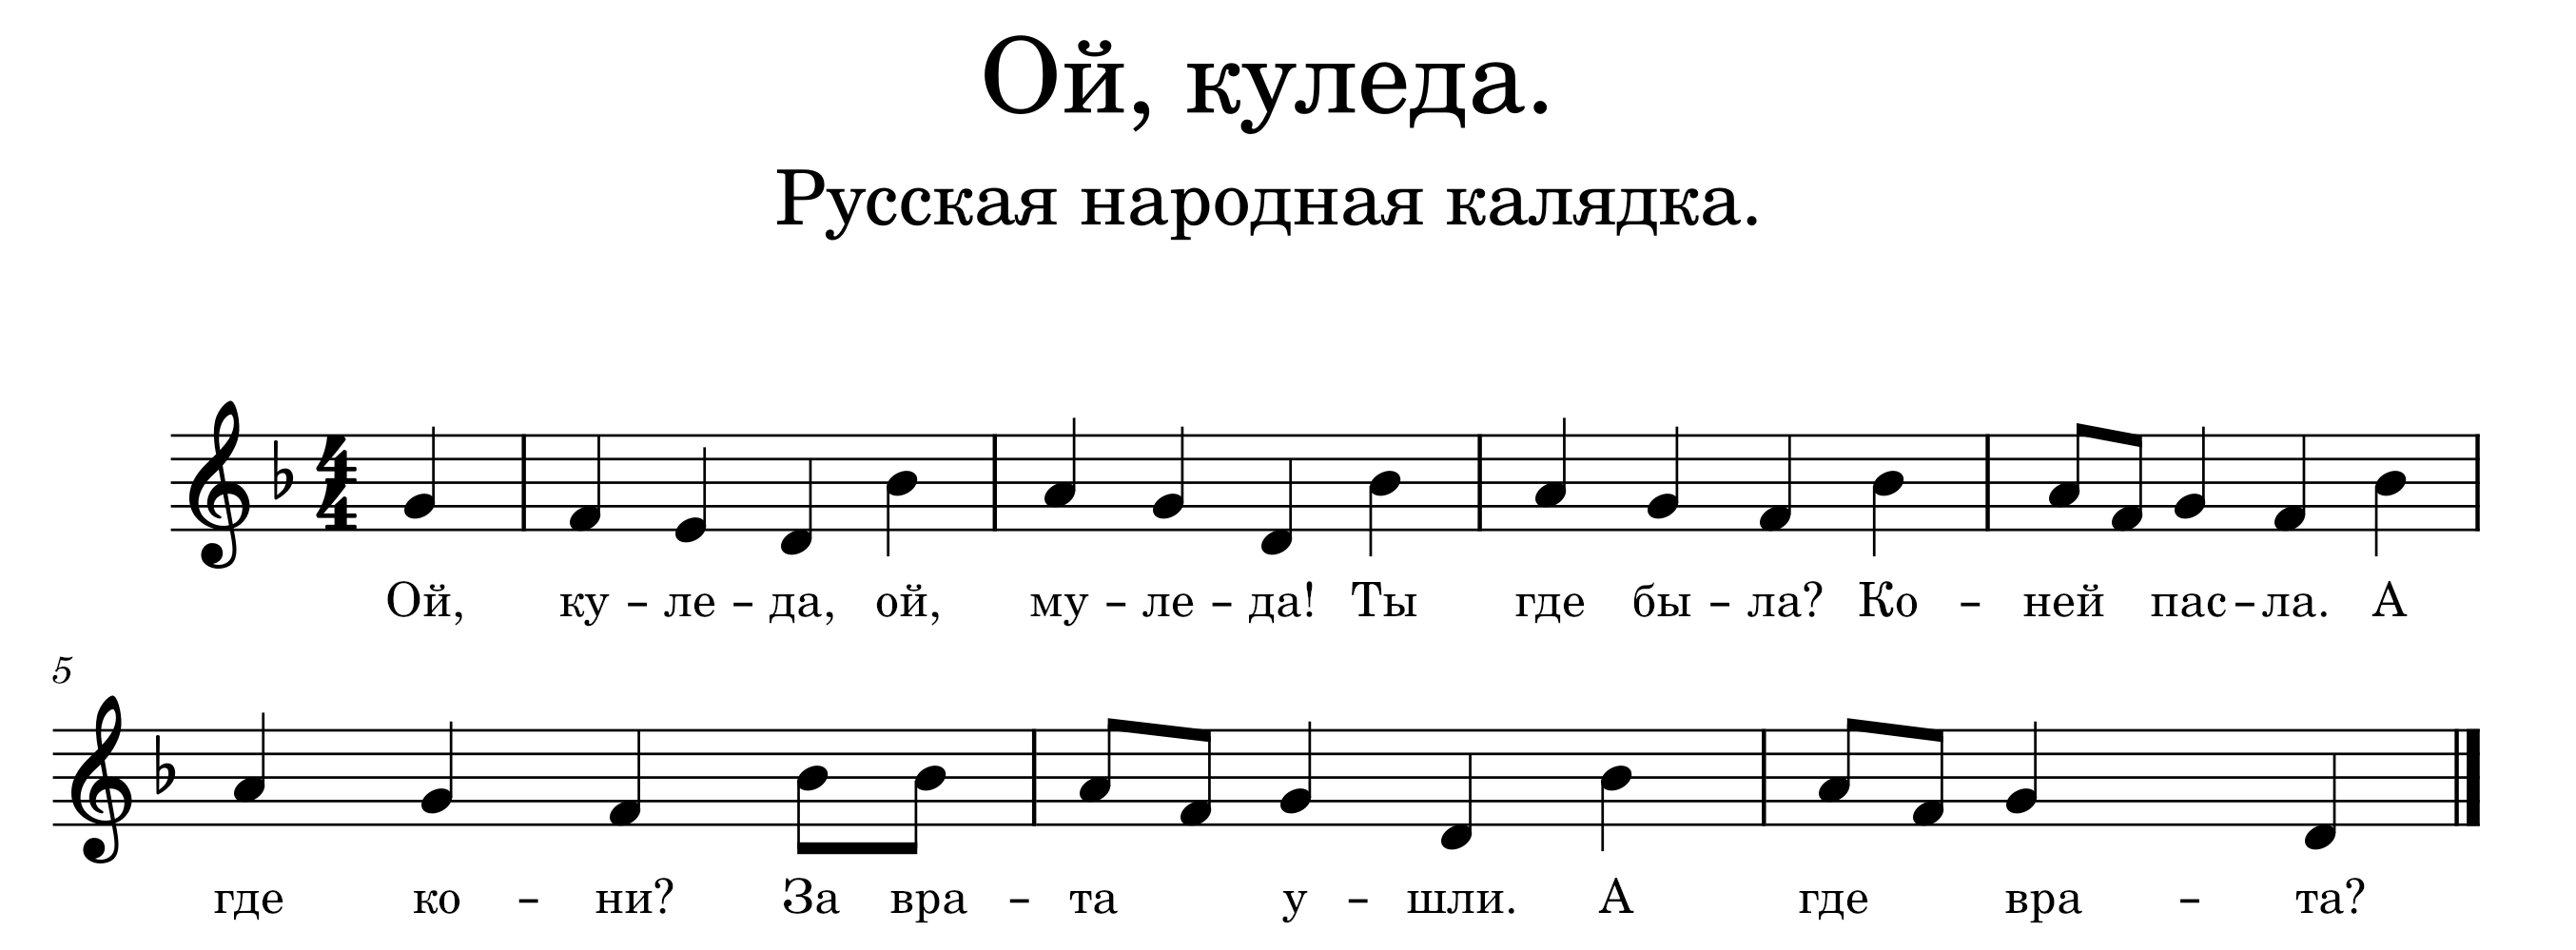 Ой, куледа.
Русская народная калядка.
Ой, ку – ле – да, ой, му – ле – да! Ты где бы – ла? Ко – ней пас – ла. А
5
где ко – ни? За вра – та у – шли. А где вра – та?